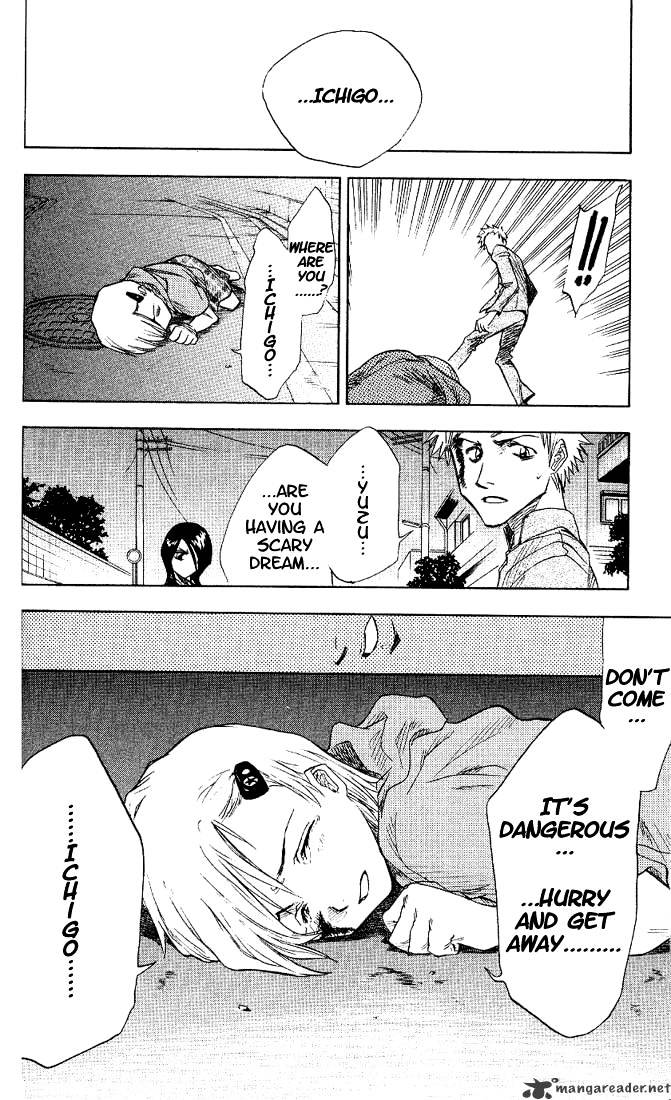 ...ICHIGO...
!!
WHERE
ARE
YOU
......?
...ICHIGO...
...YUZU...
...ARE
YOU
HAVING A
SCARY
DREAM...
DON'T
COME
...
IT'S
DANGEROUS
...
...HURRY
AND GET
AWAY.........
........ICHIGO........
mangareader.net